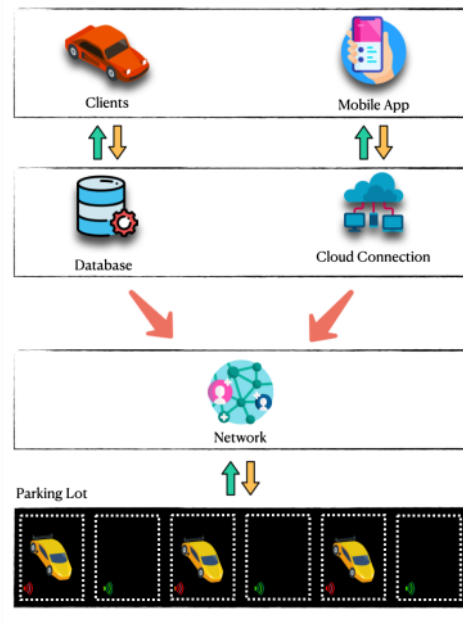 Clients
Mobile App
Database
Cloud Connection
Network
Parking Lot